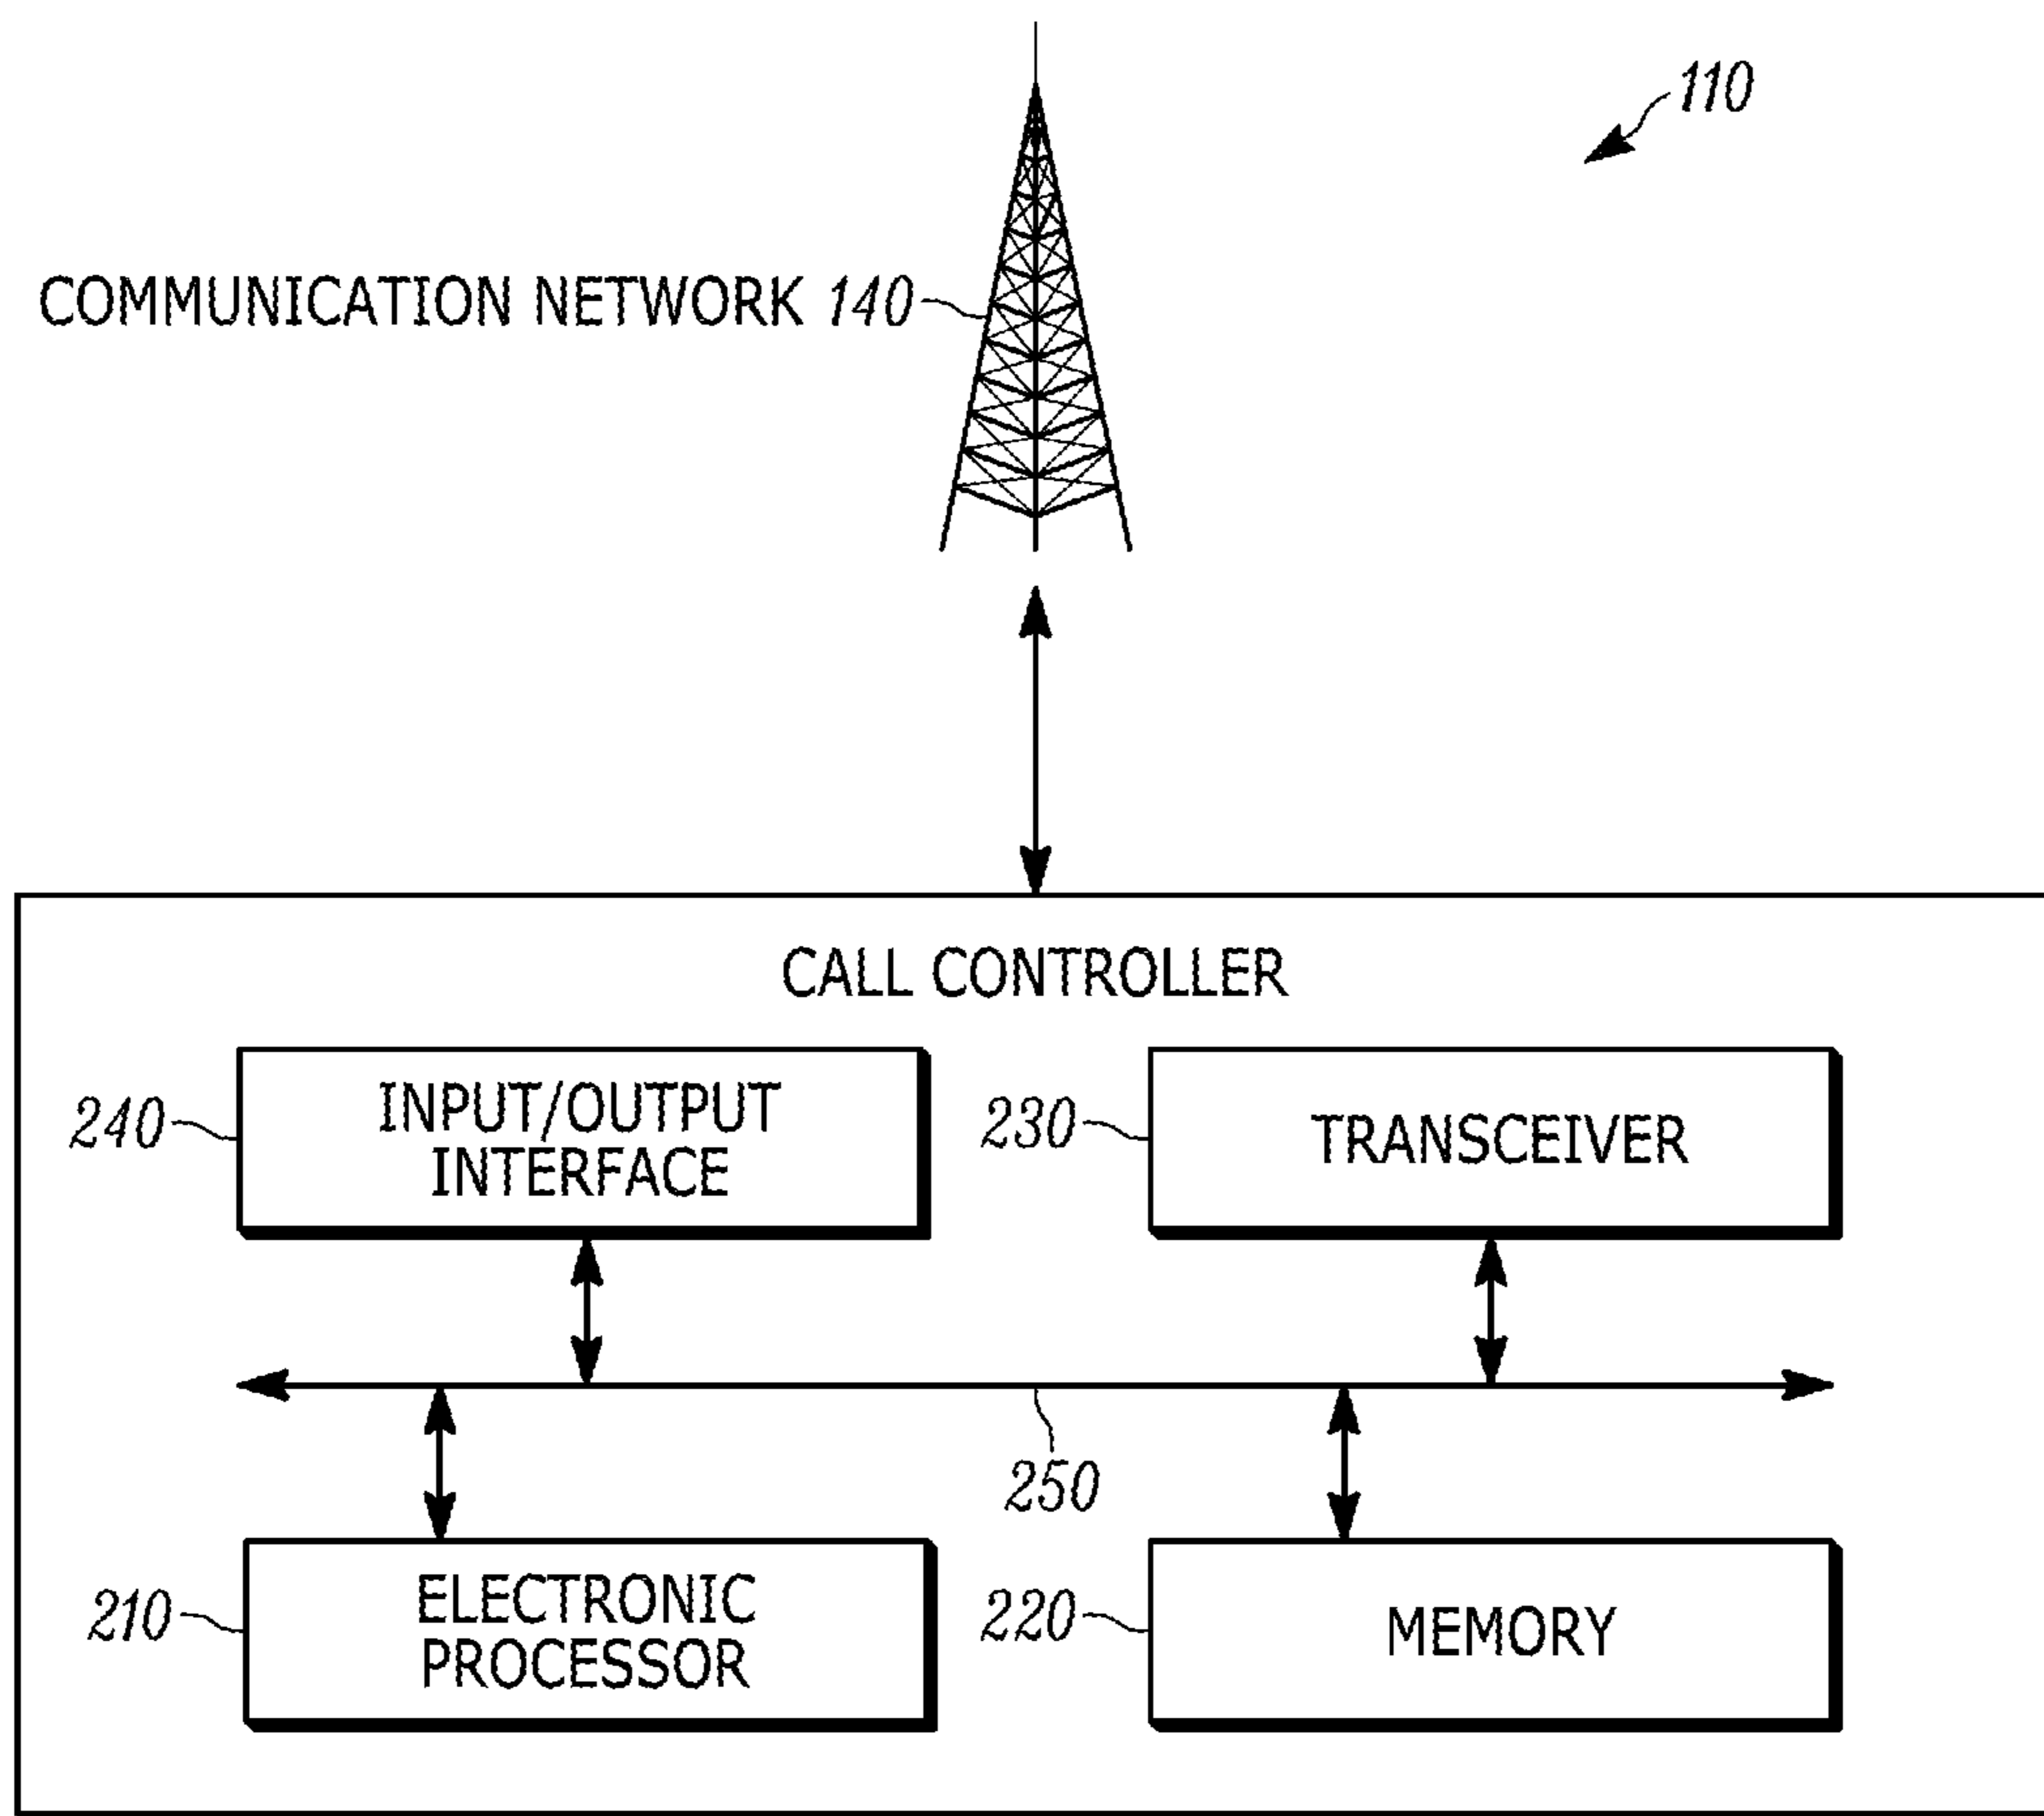 110
COMMUNICATION NETWORK 140
CALL CONTROLLER
240
INPUT/OUTPUT
INTERFACE
230
TRANSCEIVER
250
210
ELECTRONIC
PROCESSOR
220
MEMORY